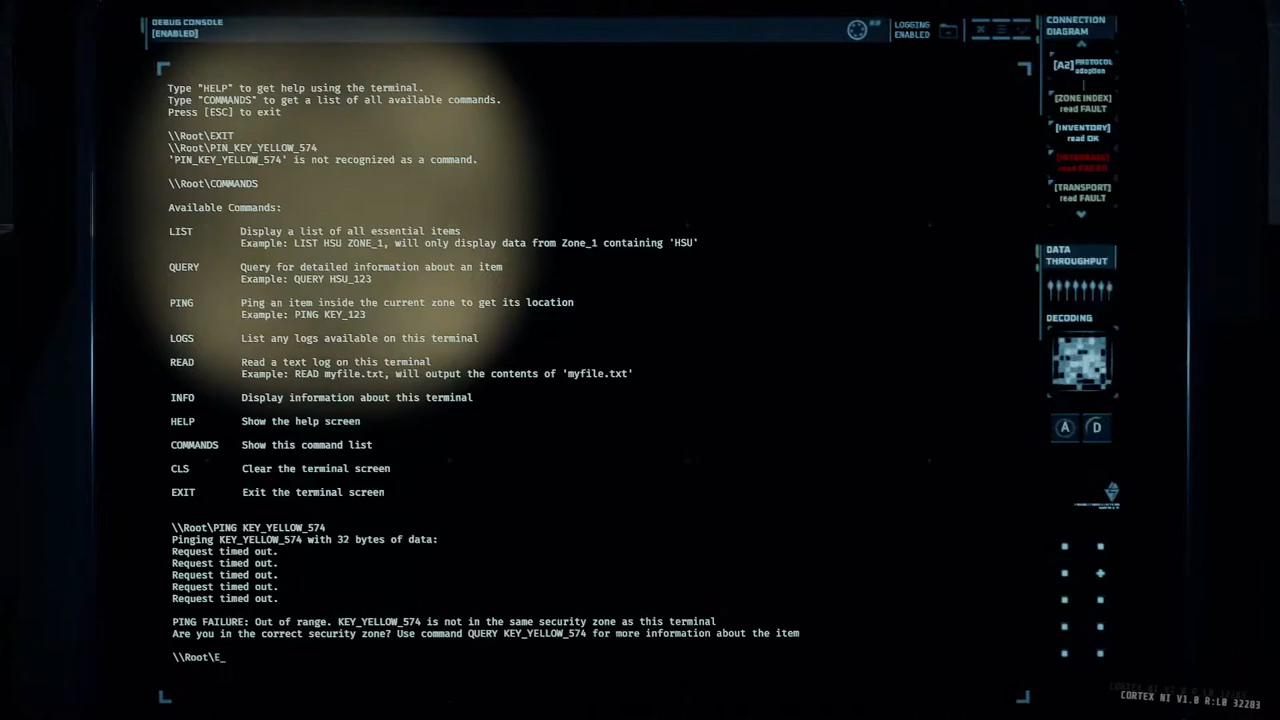 DEBUG CONSOLE
[ENABLED]
LOGGING
ENABLED
Type "HELP" to get help using the terminal.
Type "COMMANDS" to get a list of all available commands.
Press [ESC] to exit
\\Root\EXIT
\\Root\PIN_KEY_YELLOW_574
'PIN_KEY_YELLOW_574' is not recognized as a command.
\\Root\COMMANDS
Available Commands:
LIST Display a list of all essential items
Example: LIST HSU ZONE_1, will only display data from Zone_1 containing 'HSU'
QUERY Query for detailed information about an item
Example: QUERY HSU_123
PING Ping an item inside the current zone to get its location
Example: PING KEY_123
LOGS List any logs available on this terminal
READ Read a text log on this terminal
Example: READ myfile.txt, will output the contents of 'myfile.txt'
INFO Display information about this terminal
HELP Show the help screen
COMMANDS Show this command list
CLS Clear the terminal screen
EXIT Exit the terminal screen
\\Root\PING KEY_YELLOW_574
Pinging KEY_YELLOW_574 with 32 bytes of data:
Request timed out.
Request timed out.
Request timed out.
Request timed out.
Request timed out.
PING FAILURE: Out of range. KEY_YELLOW_574 is not in the same security zone as this terminal
Are you in the correct security zone? Use command QUERY KEY_YELLOW_574 for more information about the item
\\Root\E_
CONNECTION
DIAGRAM
[A2] PROTOCOL
adoption
[ZONE INDEX]
read FAULT
[INVENTORY]
read OK
[TRANSPORT]
read FAULT
DATA
THROUGHPUT
DECODING
A D
CORTEX NI V1.0 R:L0 32283